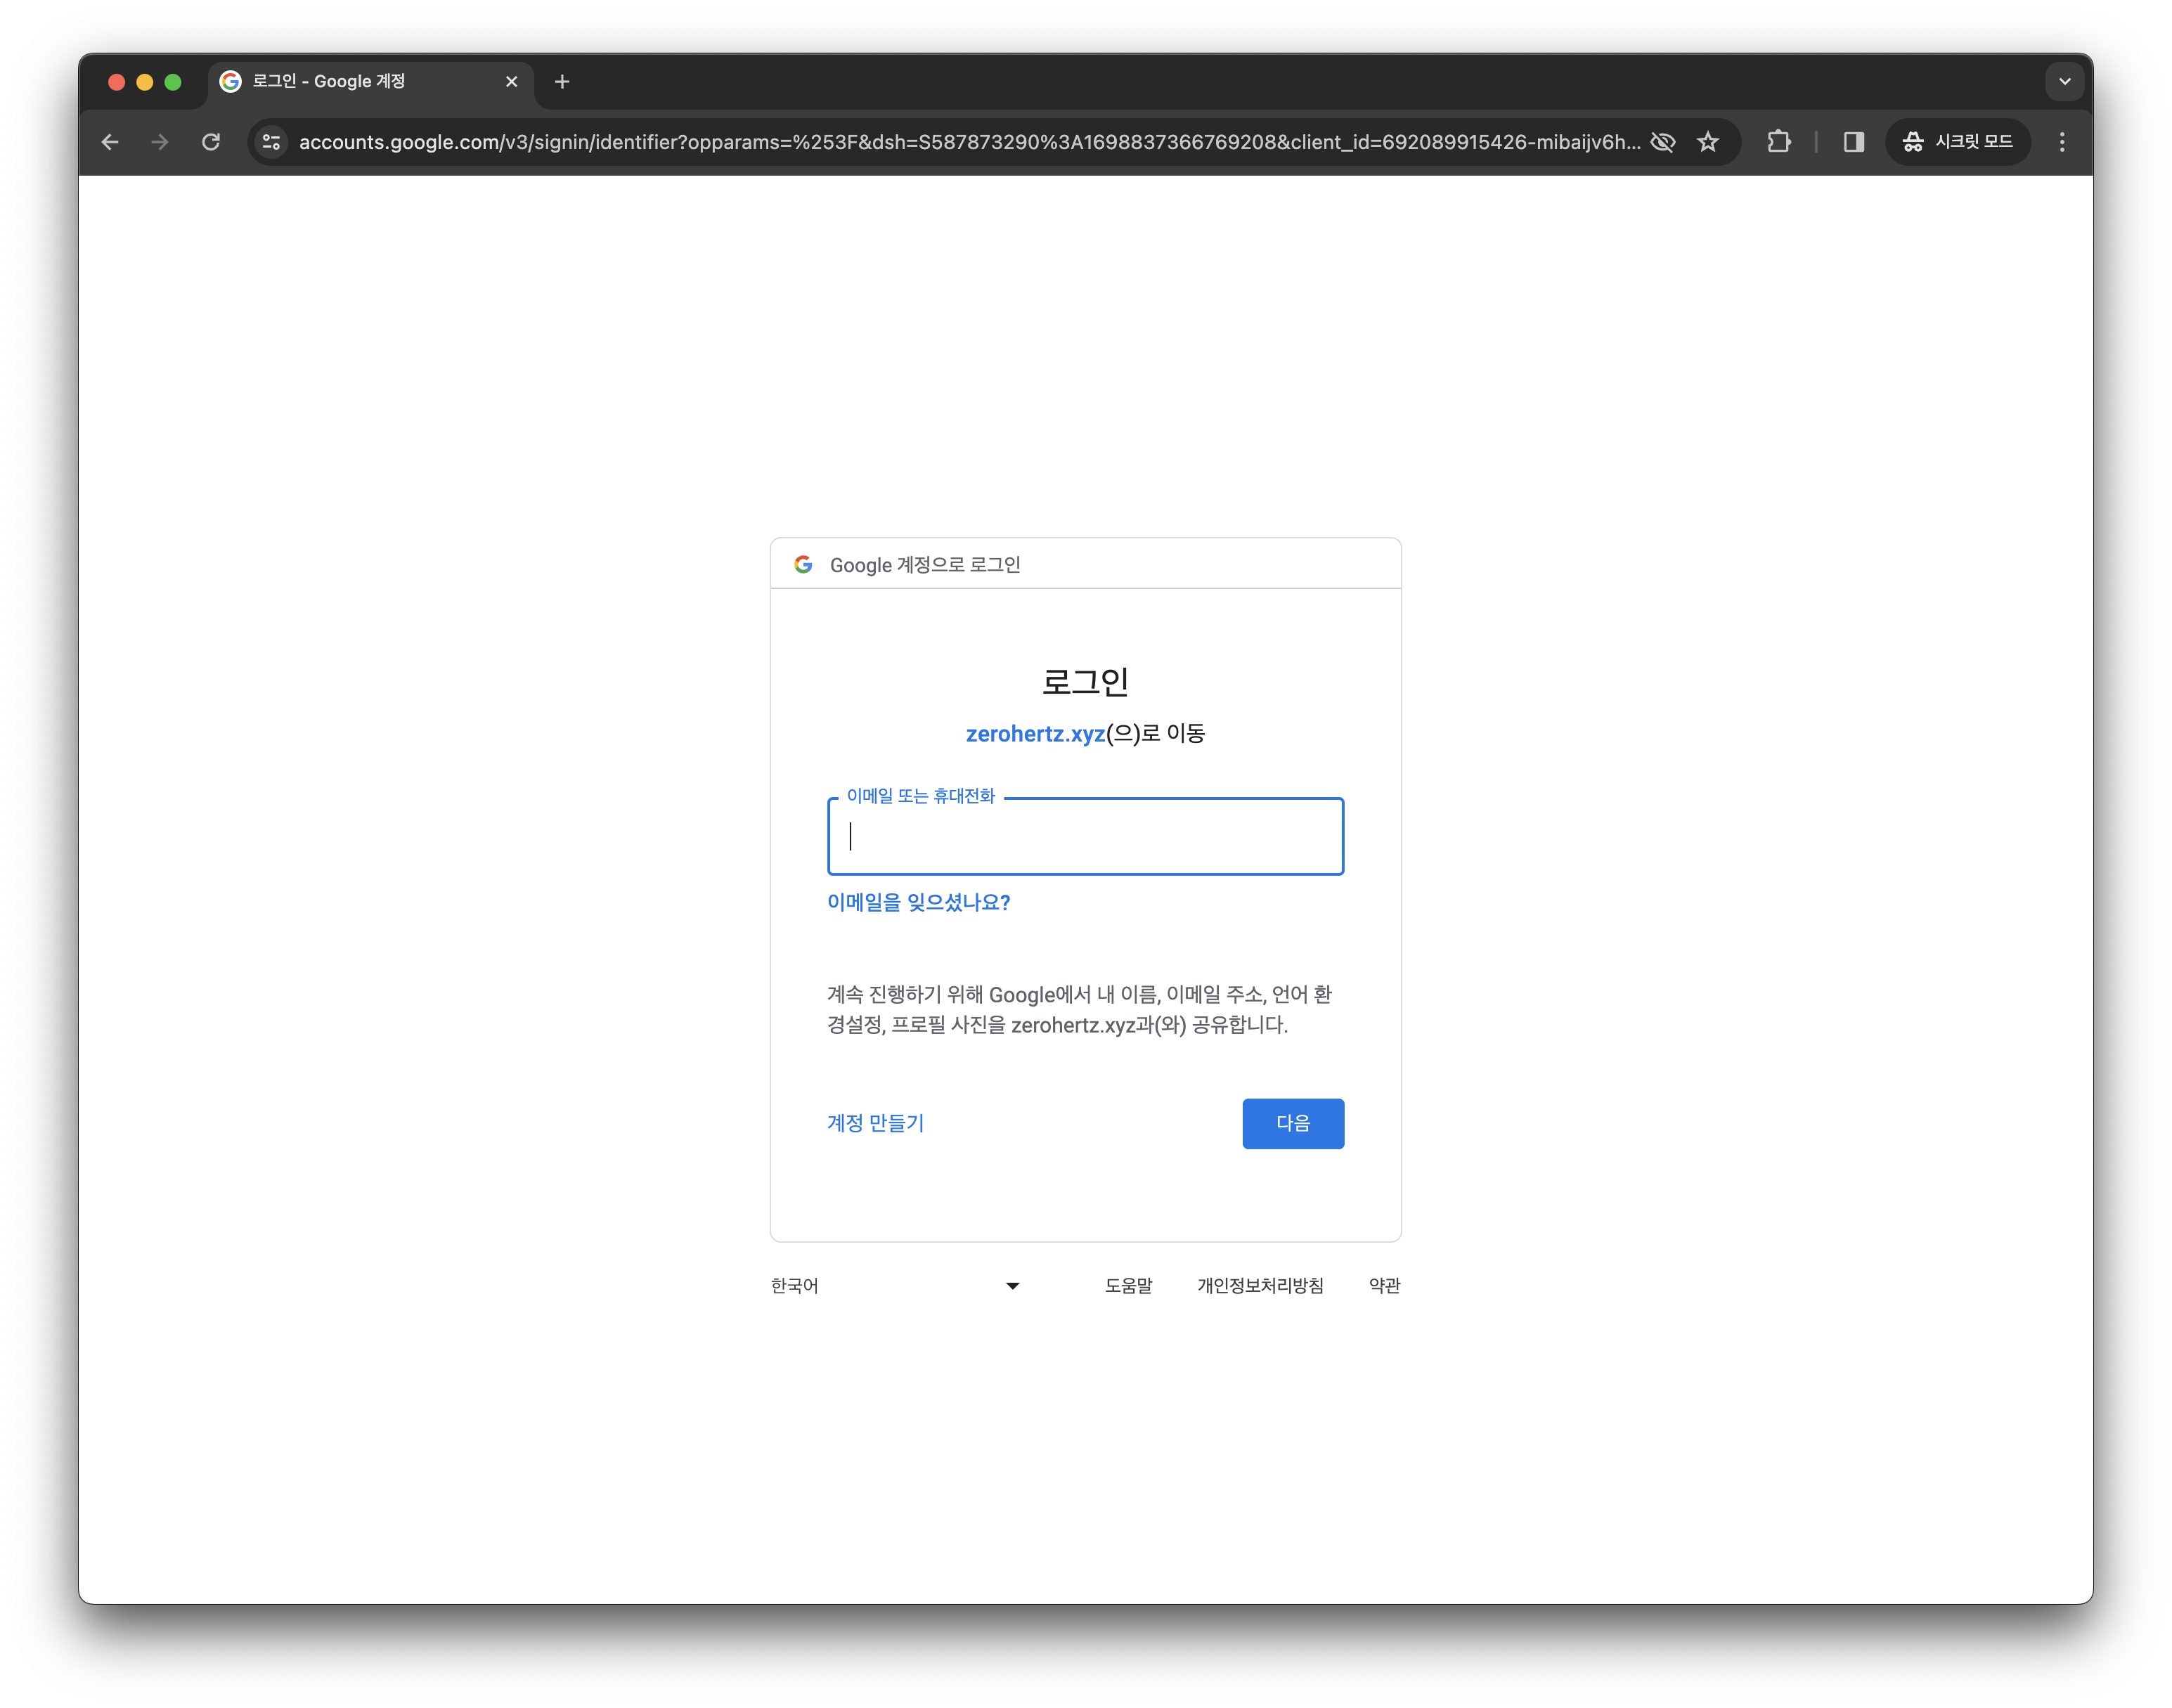 로그인 - Google 계정
accounts.google.com/v3/signin/identifier?opparams=%253F&dsh=S587873290%3A1698837366769208&client_id=692089915426-mibaijv6h...
시크릿 모드
Google 계정으로 로그인
로그인
zerohertz.xyz(으)로 이동
이메일 또는 휴대전화
이메일을 잊으셨나요?
계속 진행하기 위해 Google에서 내 이름, 이메일 주소, 언어 환
경설정, 프로필 사진을 zerohertz.xyz과(와) 공유합니다.
계정 만들기
다음
한국어
도움말
개인정보처리방침
약관